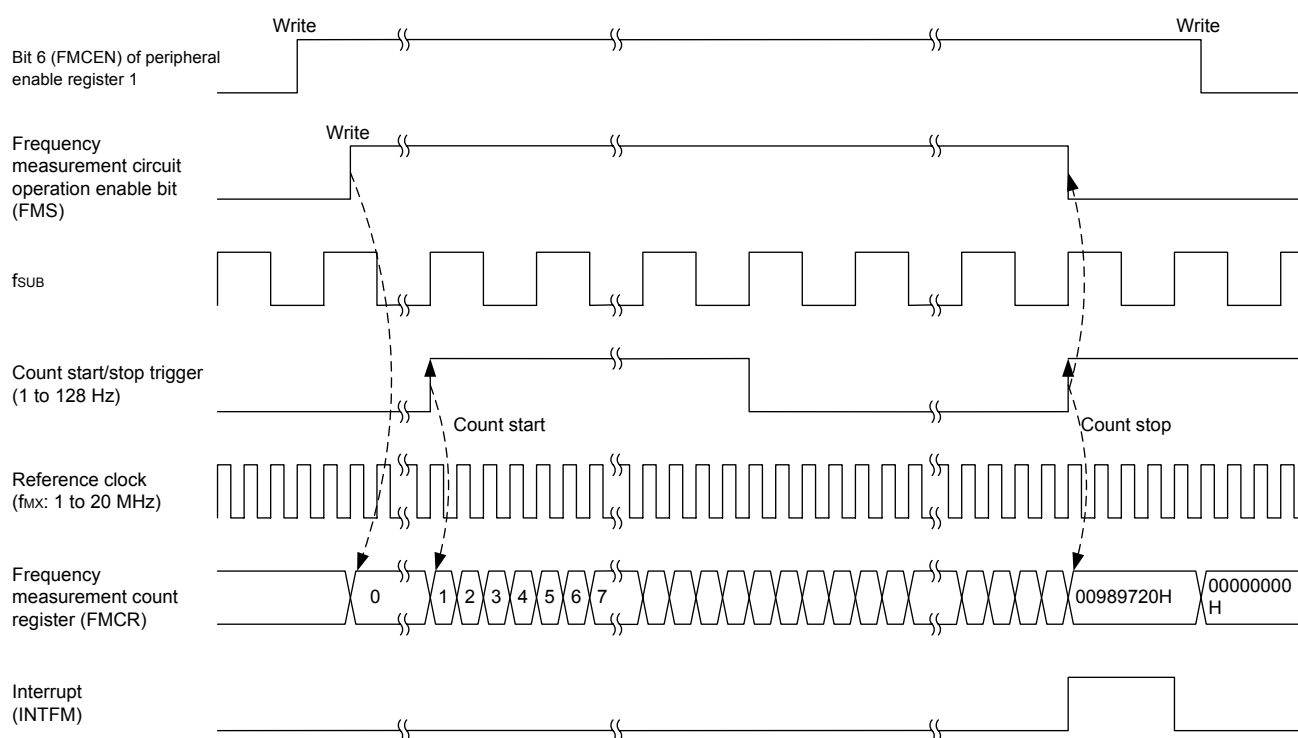 Write
Write
Bit 6 (FMCEN) of peripheral
enable register 1
Write
Frequency
measurement circuit
operation enable bit
(FMS)
fSUB
Count start/stop trigger
(1 to 128 Hz)
Count start
Count stop
Reference clock
(fMX: 1 to 20 MHz)
Frequency
measurement count
register (FMCR)
0
1
2
3
4
5
6
7
00989720H
00000000
H
Interrupt
(INTFM)